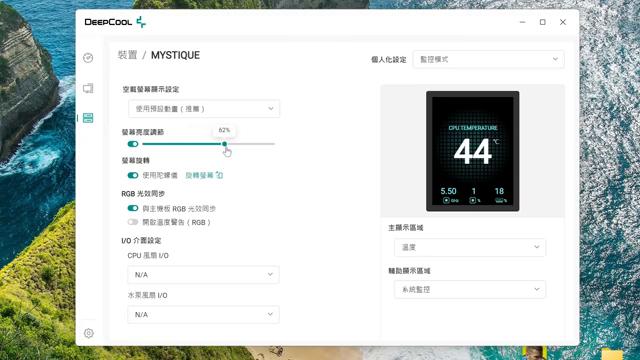 DEEPCOOL
裝置 / MYSTIQUE
個人化設定
監控模式
空載螢幕顯示設定
使用預設動畫（推薦）
螢幕亮度調節
62%
螢幕旋轉
使用陀螺儀 旋轉螢幕
RGB 光效同步
與主機板 RGB 光效同步
開啟溫度警告（RGB）
I/O 介面設定
CPU 風扇 I/O
N/A
水泵風扇 I/O
N/A
CPU TEMPERATURE
44 °C
5.50 1 18
GHz % %
主顯示區域
溫度
輔助顯示區域
系統監控